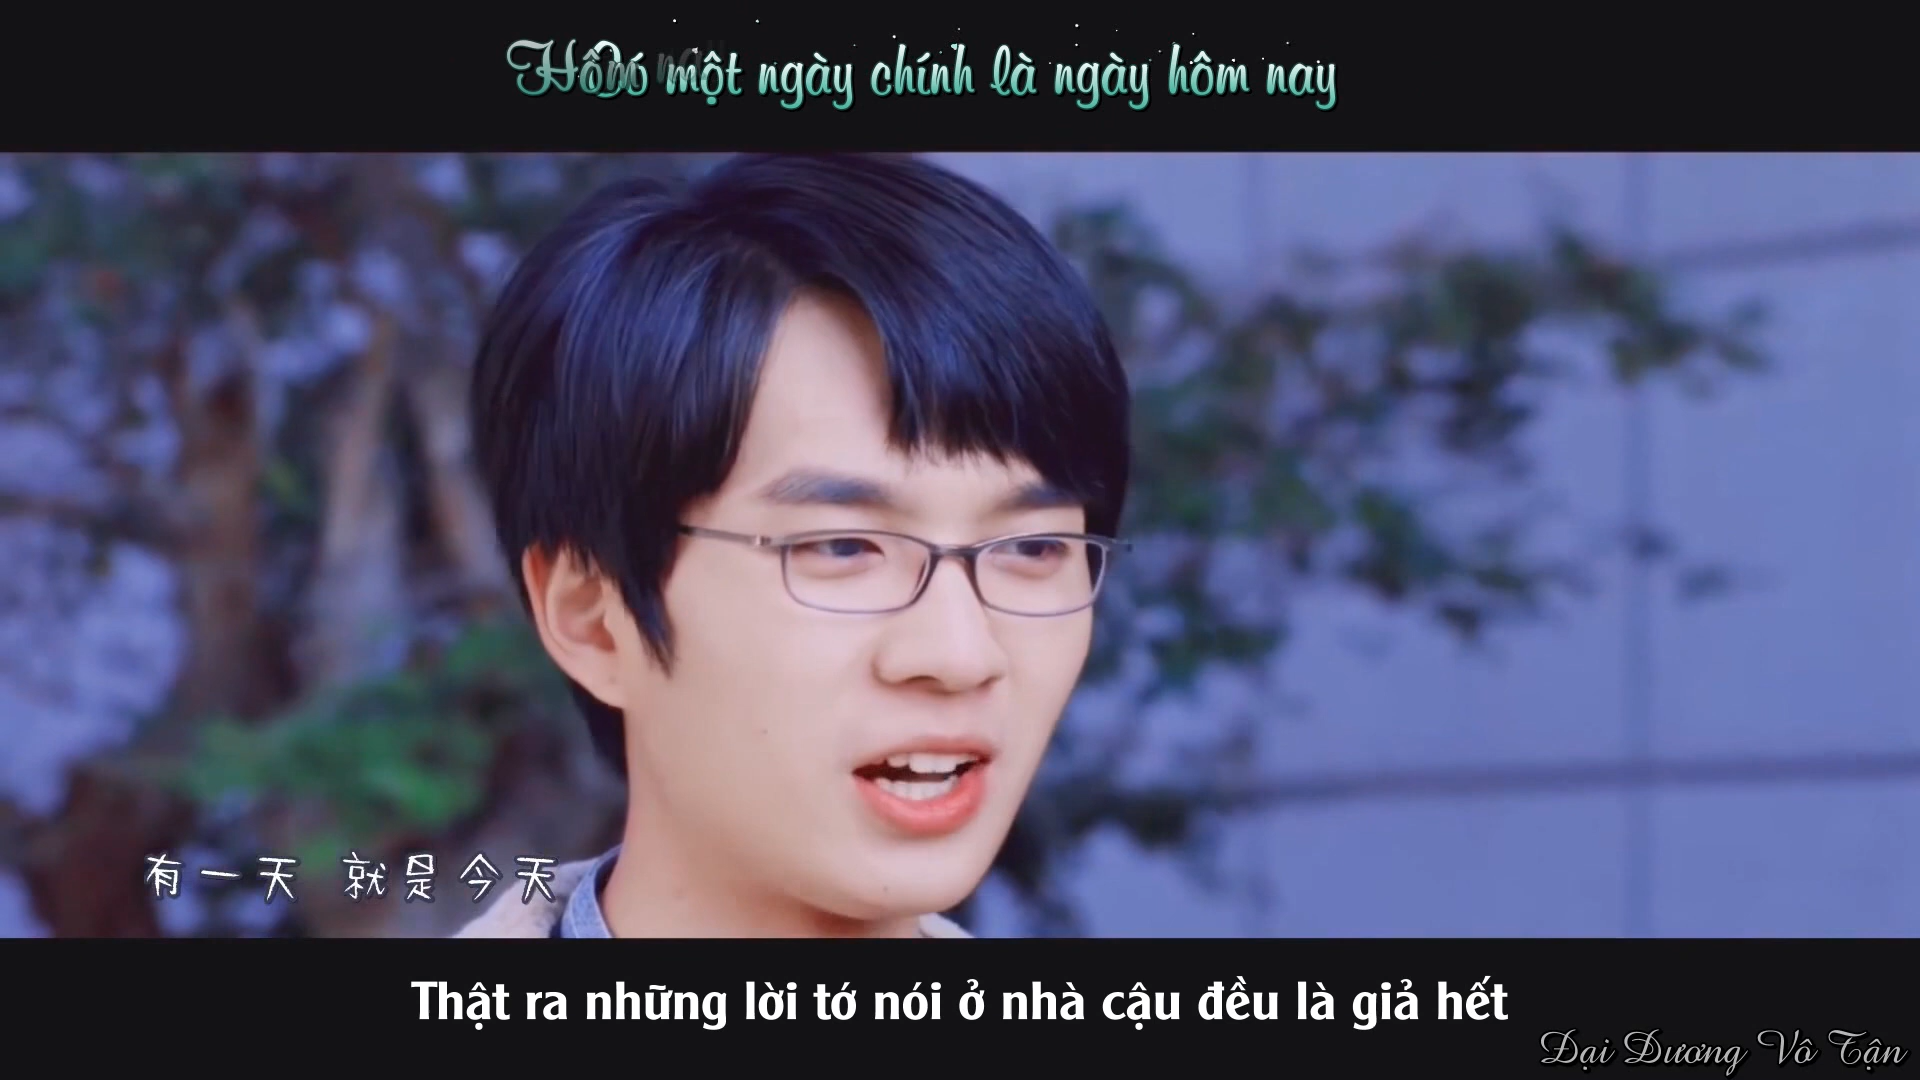 Có một ngày chính là ngày hôm nay
有一天 就是今天
Thật ra những lời tớ nói ở nhà cậu đều là giả hết
Đại Dương Vô Tận